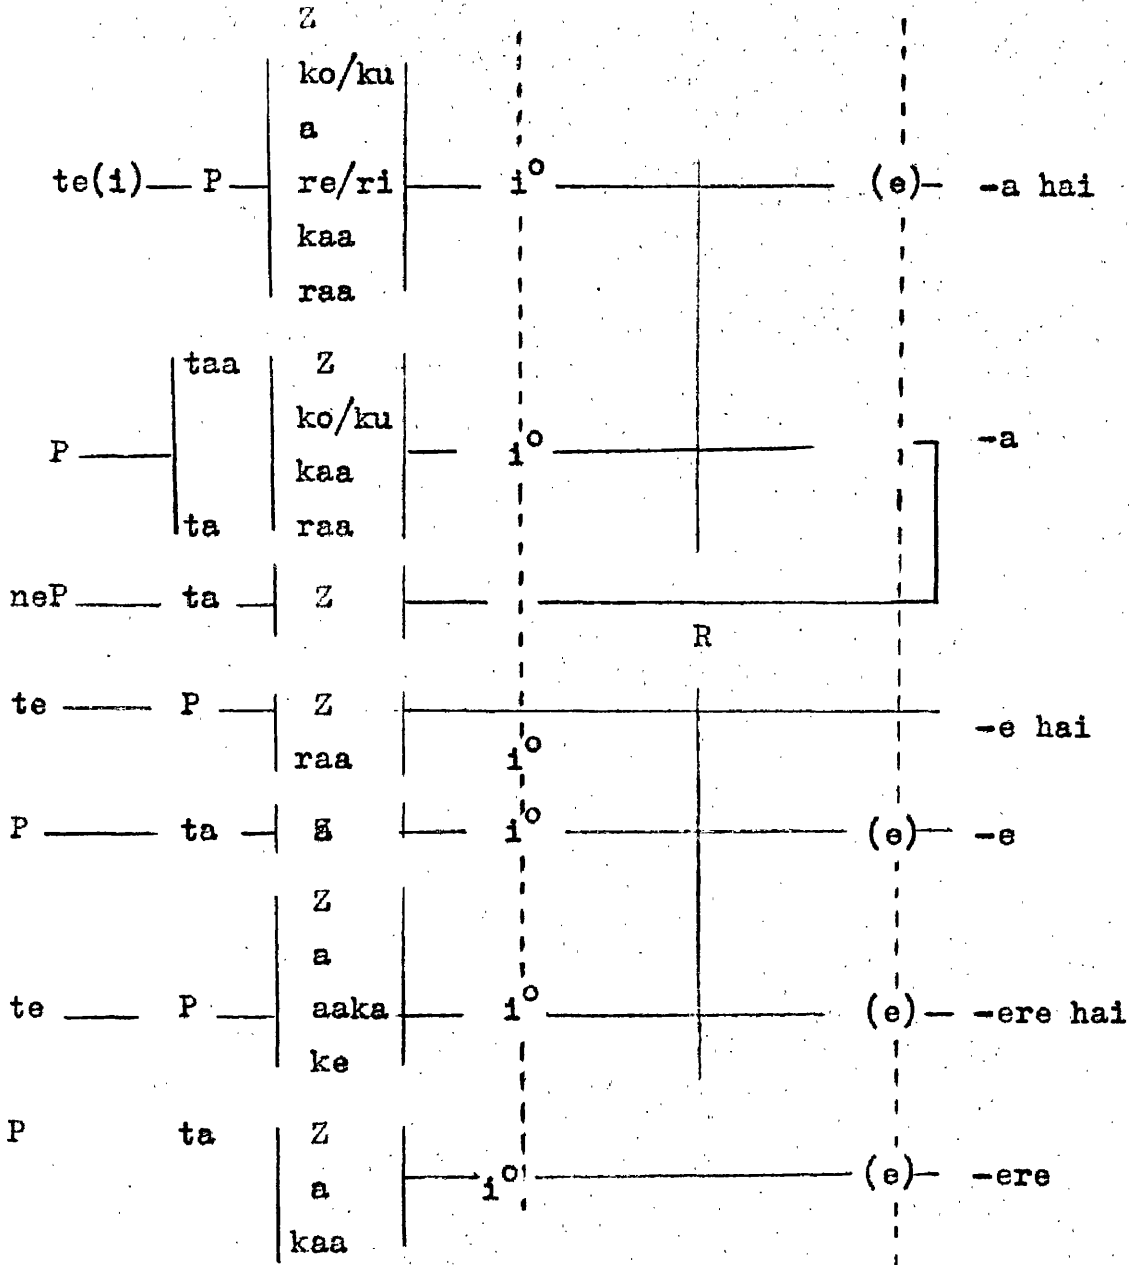 Z
ko/ku
a
te(i) P re/ri i° (e) -a hai
kaa
raa
taa Z
ko/ku
P i° -a
kaa
ta raa
neP ta Z
R
te P Z
-e hai
raa i°
P ta i° (e) -e
Z
a
te P aaka i° (e) -ere hai
ke
P ta Z
a i° (e) -ere
kaa